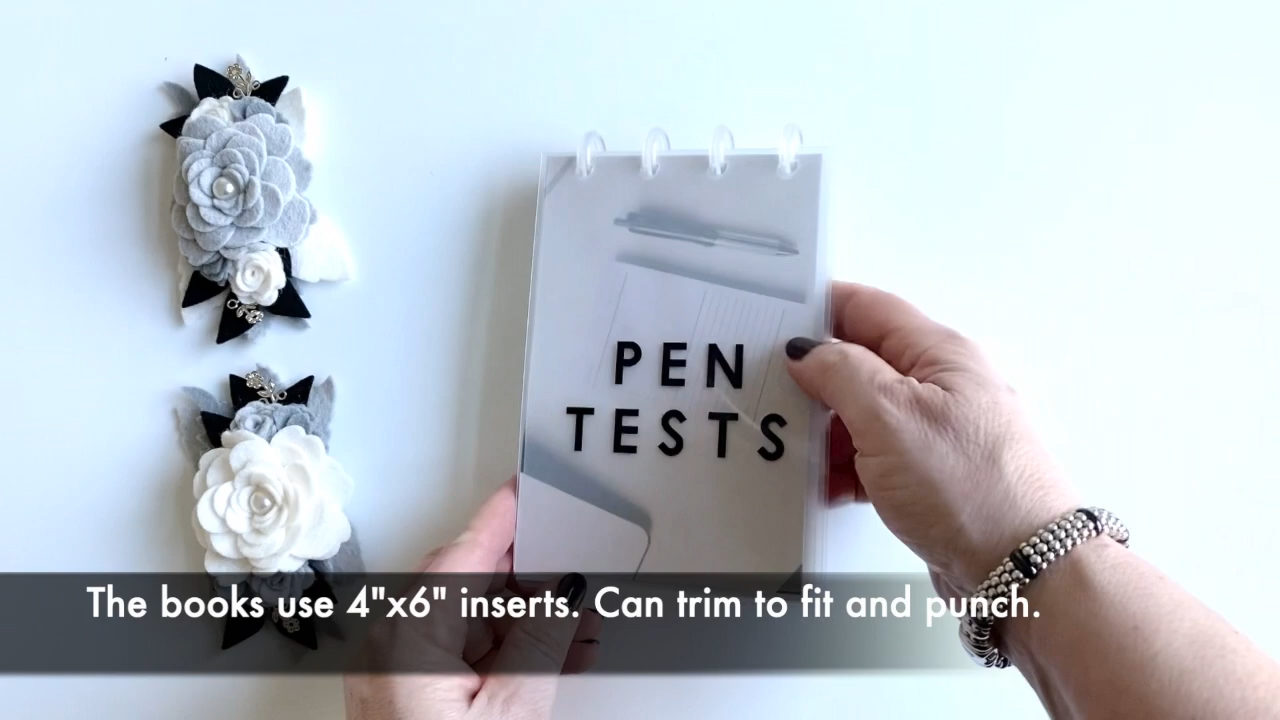 PEN
TESTS
The books use 4"x6" inserts. Can trim to fit and punch.